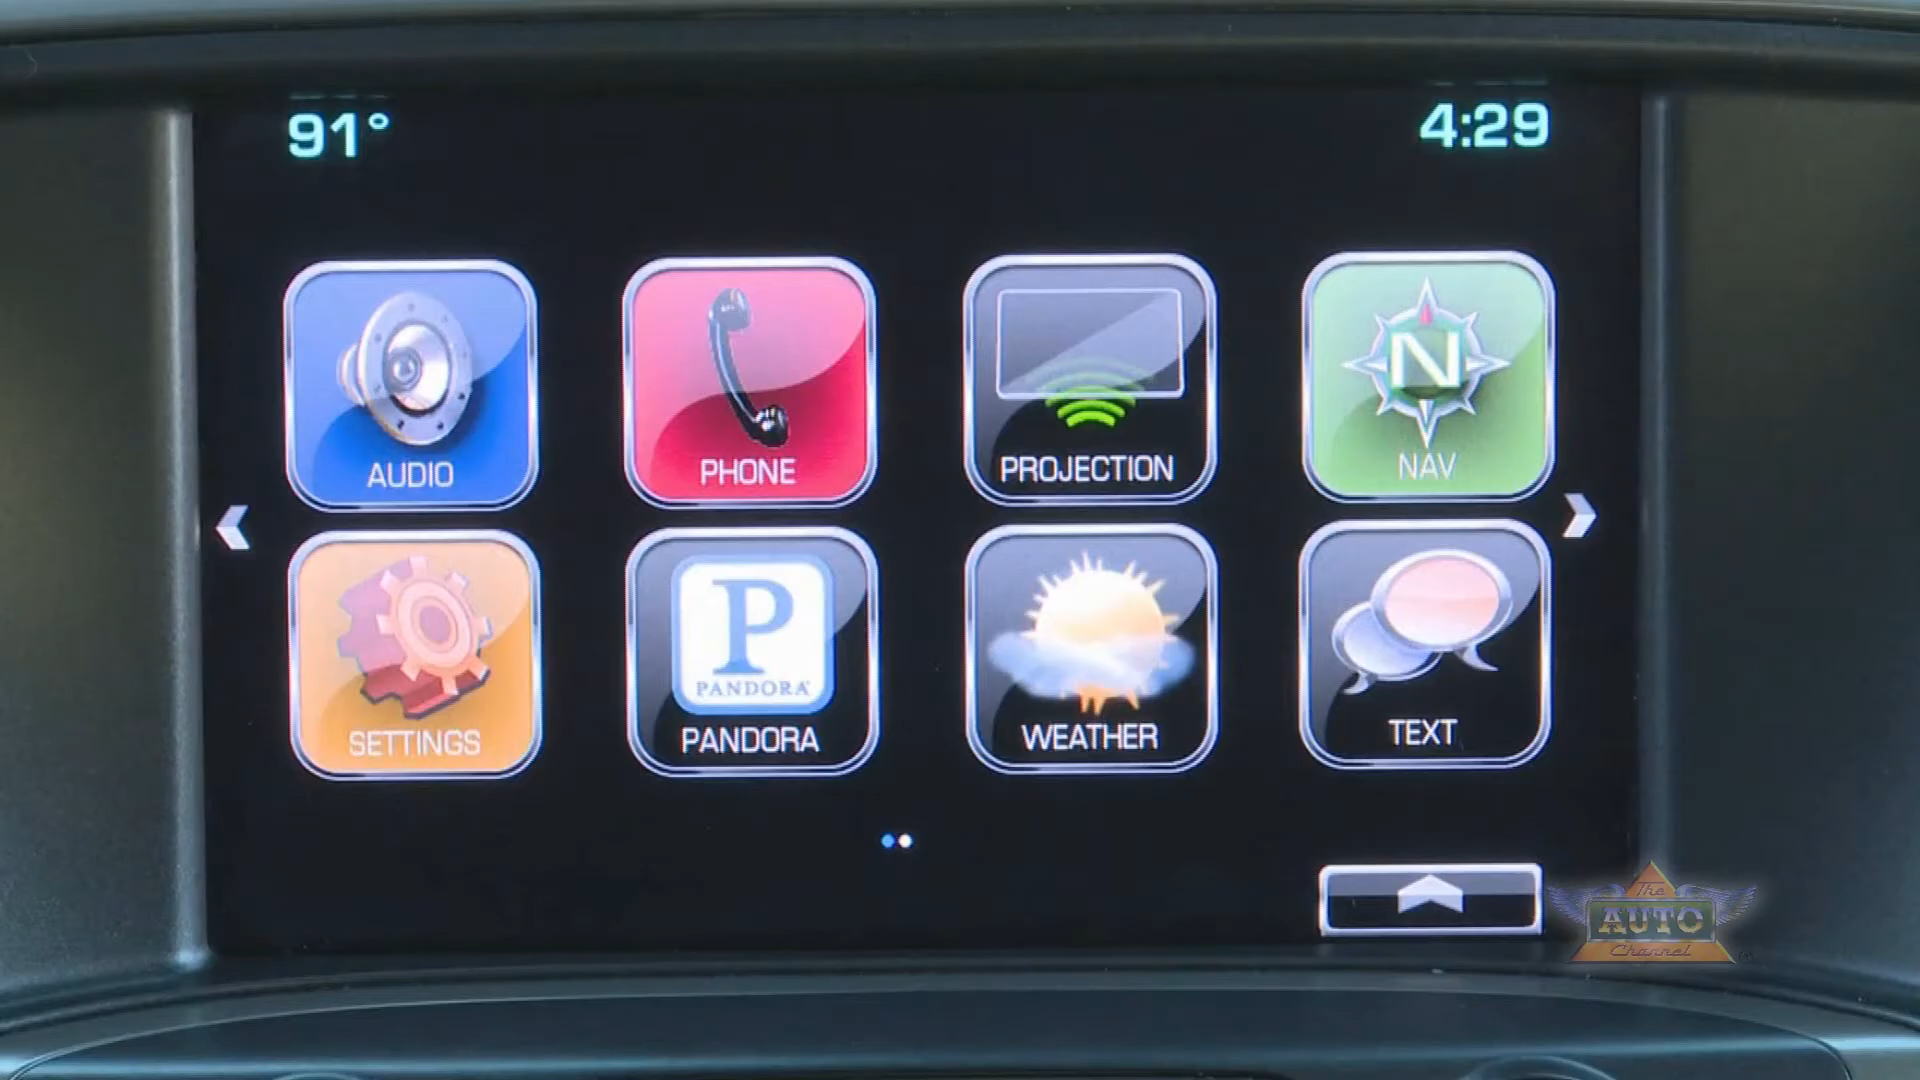 91°
4:29
AUDIO
PHONE
PROJECTION
N
NAV
SETTINGS
P
PANDORA
PANDORA
WEATHER
TEXT
The
AUTO
Channel